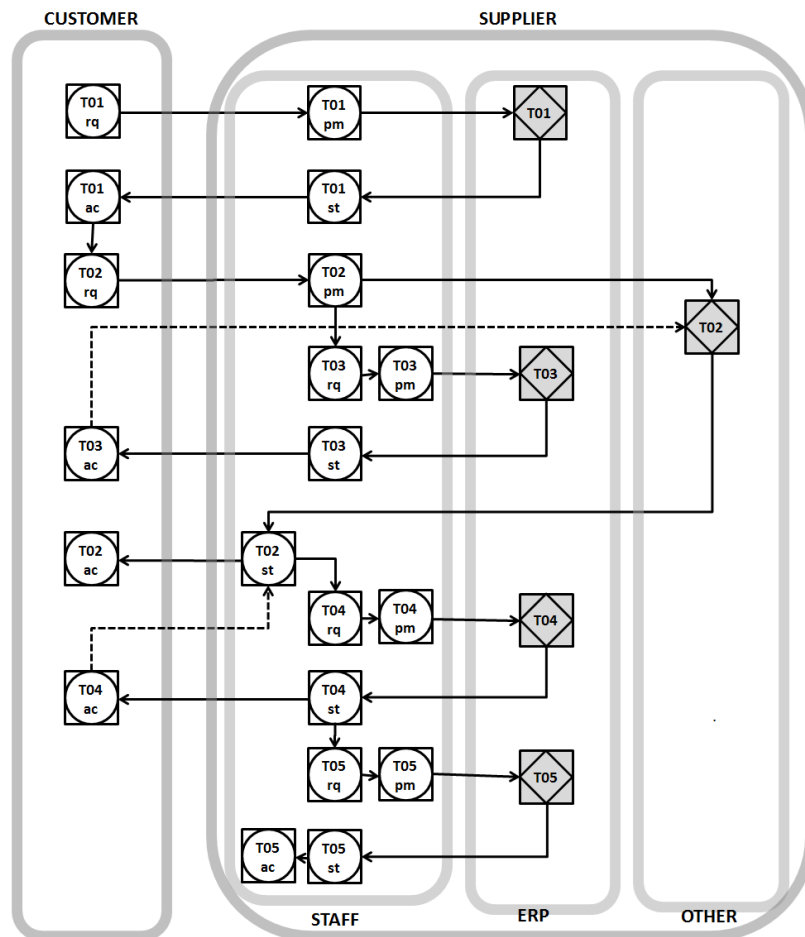 CUSTOMER
SUPPLIER
T01
rq
T01
pm
T01
T01
ac
T01
st
T02
rq
T02
pm
T02
T03
rq
T03
pm
T03
T03
ac
T03
st
T02
ac
T02
st
T04
rq
T04
pm
T04
T04
ac
T04
st
T05
rq
T05
pm
T05
T05
ac
T05
st
STAFF
ERP
OTHER